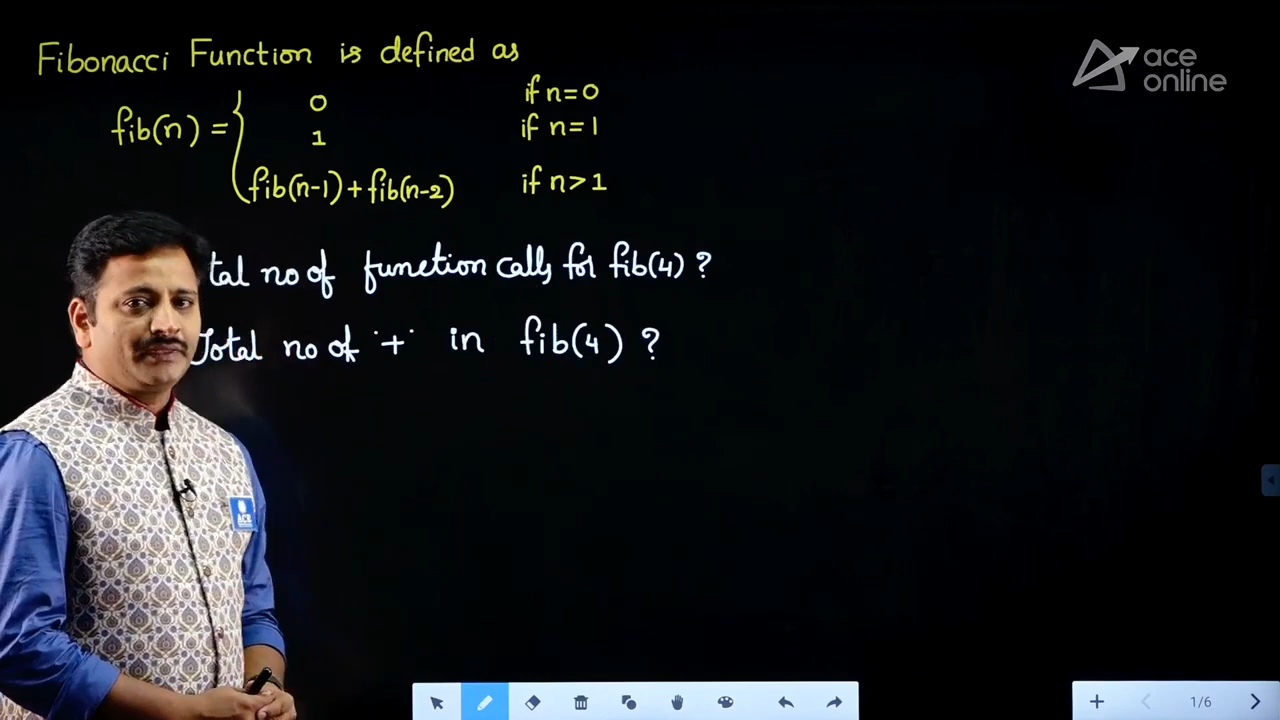 Fibonacci Function is defined as
fib(n) = { 0 if n=0
1 if n=1
fib(n-1)+fib(n-2) if n>1
tal no of function calls for fib(4) ?
Total no of '+' in fib(4) ?
ace
online
ACE
1/6